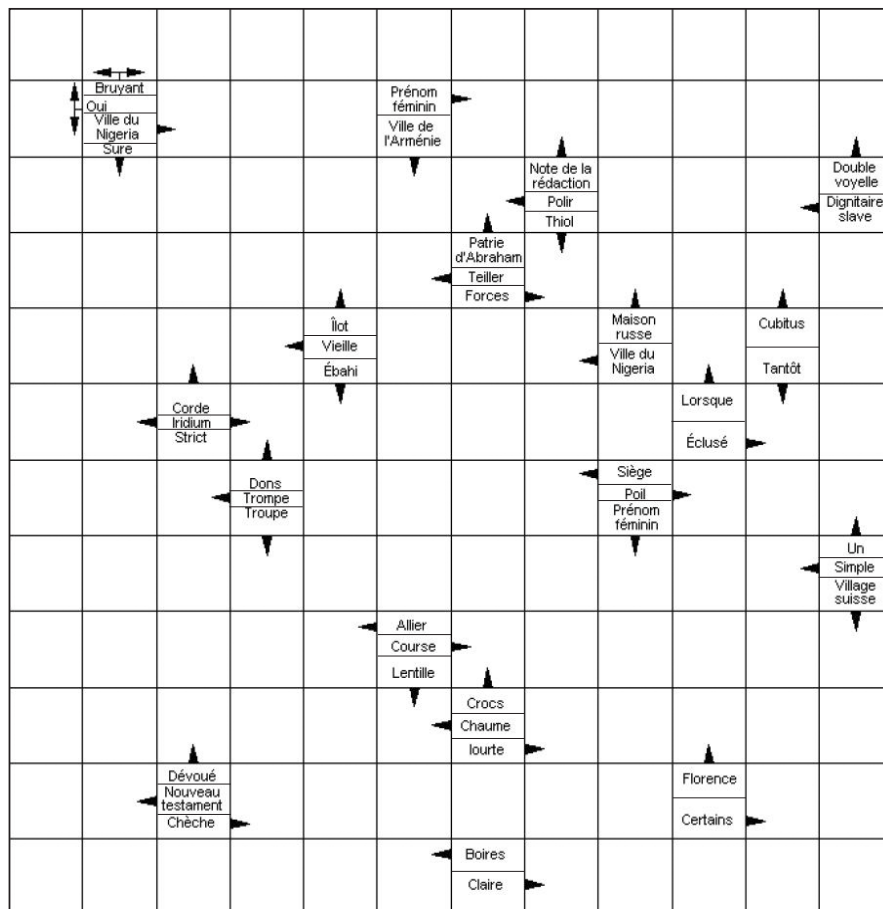 Bruyant
Oui
Ville du
Nigeria
Sure
Prénom
féminin
Ville de
l'Arménie
Note de la
rédaction
Polir
Thiol
Double
voyelle
Dignitaire
slave
Patrie
d'Abraham
Teiller
Forces
Îlot
Vieille
Ébahi
Maison
russe
Ville du
Nigeria
Cubitus
Tantôt
Corde
Iridium
Strict
Lorsque
Éclusé
Dons
Trompe
Troupe
Siège
Poil
Prénom
féminin
Un
Simple
Village
suisse
Allier
Course
Lentille
Crocs
Chaume
Iourte
Dévoué
Nouveau
testament
Chèche
Florence
Certains
Boires
Claire